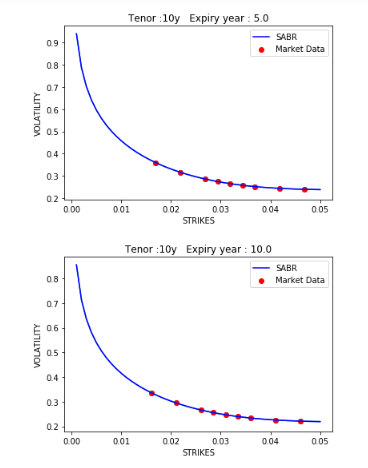 Tenor :10y   Expiry year : 5.0
SABR
Market Data
VOLATILITY
0.9
0.8
0.7
0.6
0.5
0.4
0.3
0.2
0.00 0.01 0.02 0.03 0.04 0.05
STRIKES
Tenor :10y   Expiry year : 10.0
SABR
Market Data
VOLATILITY
0.8
0.7
0.6
0.5
0.4
0.3
0.2
0.00 0.01 0.02 0.03 0.04 0.05
STRIKES